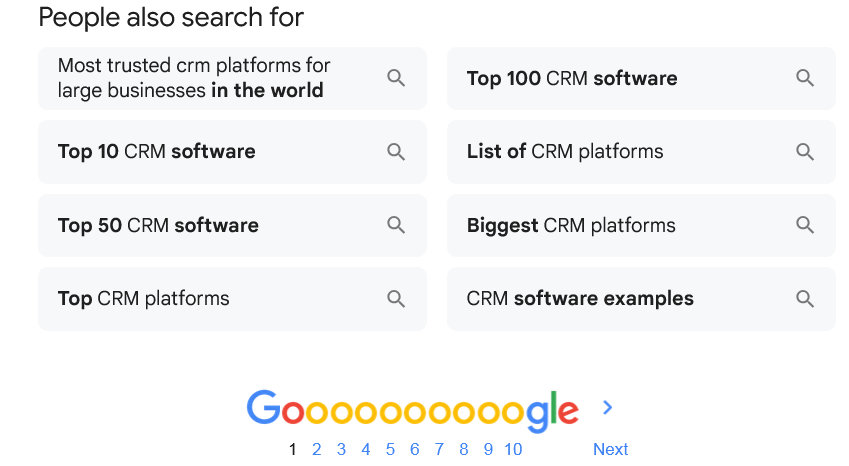 People also search for
Most trusted crm platforms for
large businesses in the world
Top 100 CRM software
Top 10 CRM software
List of CRM platforms
Top 50 CRM software
Biggest CRM platforms
Top CRM platforms
CRM software examples
Goooooooooogle
1 2 3 4 5 6 7 8 9 10 Next